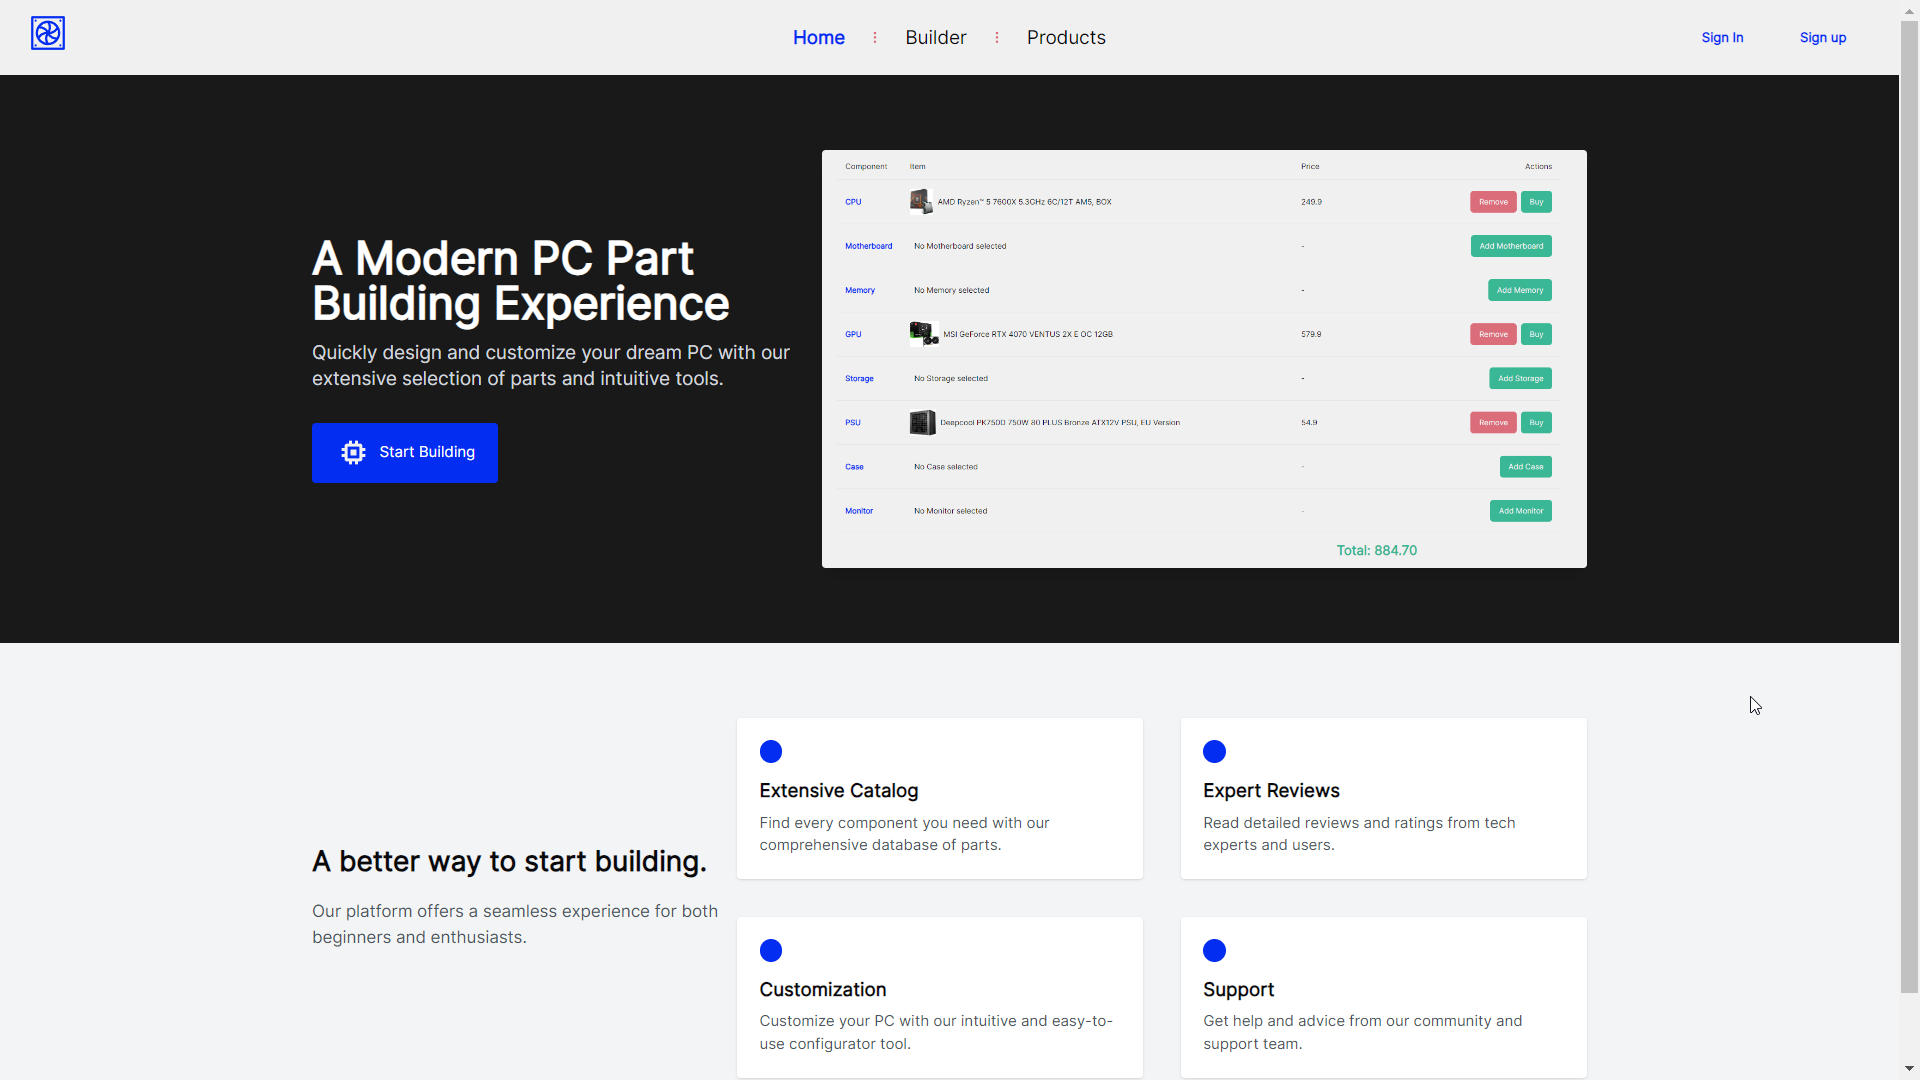 Home
Builder
Products
Sign In
Sign up
A Modern PC Part
Building Experience
Quickly design and customize your dream PC with our
extensive selection of parts and intuitive tools.
Start Building
Component Item Price Actions
CPU AMD Ryzen™ 5 7600X 5.3GHz 6C/12T AM5, BOX 249.9 Remove Buy
Motherboard No Motherboard selected - Add Motherboard
Memory No Memory selected - Add Memory
GPU MSI GeForce RTX 4070 VENTUS 2X E OC 12GB 579.9 Remove Buy
Storage No Storage selected - Add Storage
PSU Deepcool PK750D 750W 80 PLUS Bronze ATX12V PSU, EU Version 54.9 Remove Buy
Case No Case selected - Add Case
Monitor No Monitor selected - Add Monitor
Total: 884.70
A better way to start building.
Our platform offers a seamless experience for both
beginners and enthusiasts.
Extensive Catalog
Find every component you need with our
comprehensive database of parts.
Expert Reviews
Read detailed reviews and ratings from tech
experts and users.
Customization
Customize your PC with our intuitive and easy-to-
use configurator tool.
Support
Get help and advice from our community and
support team.